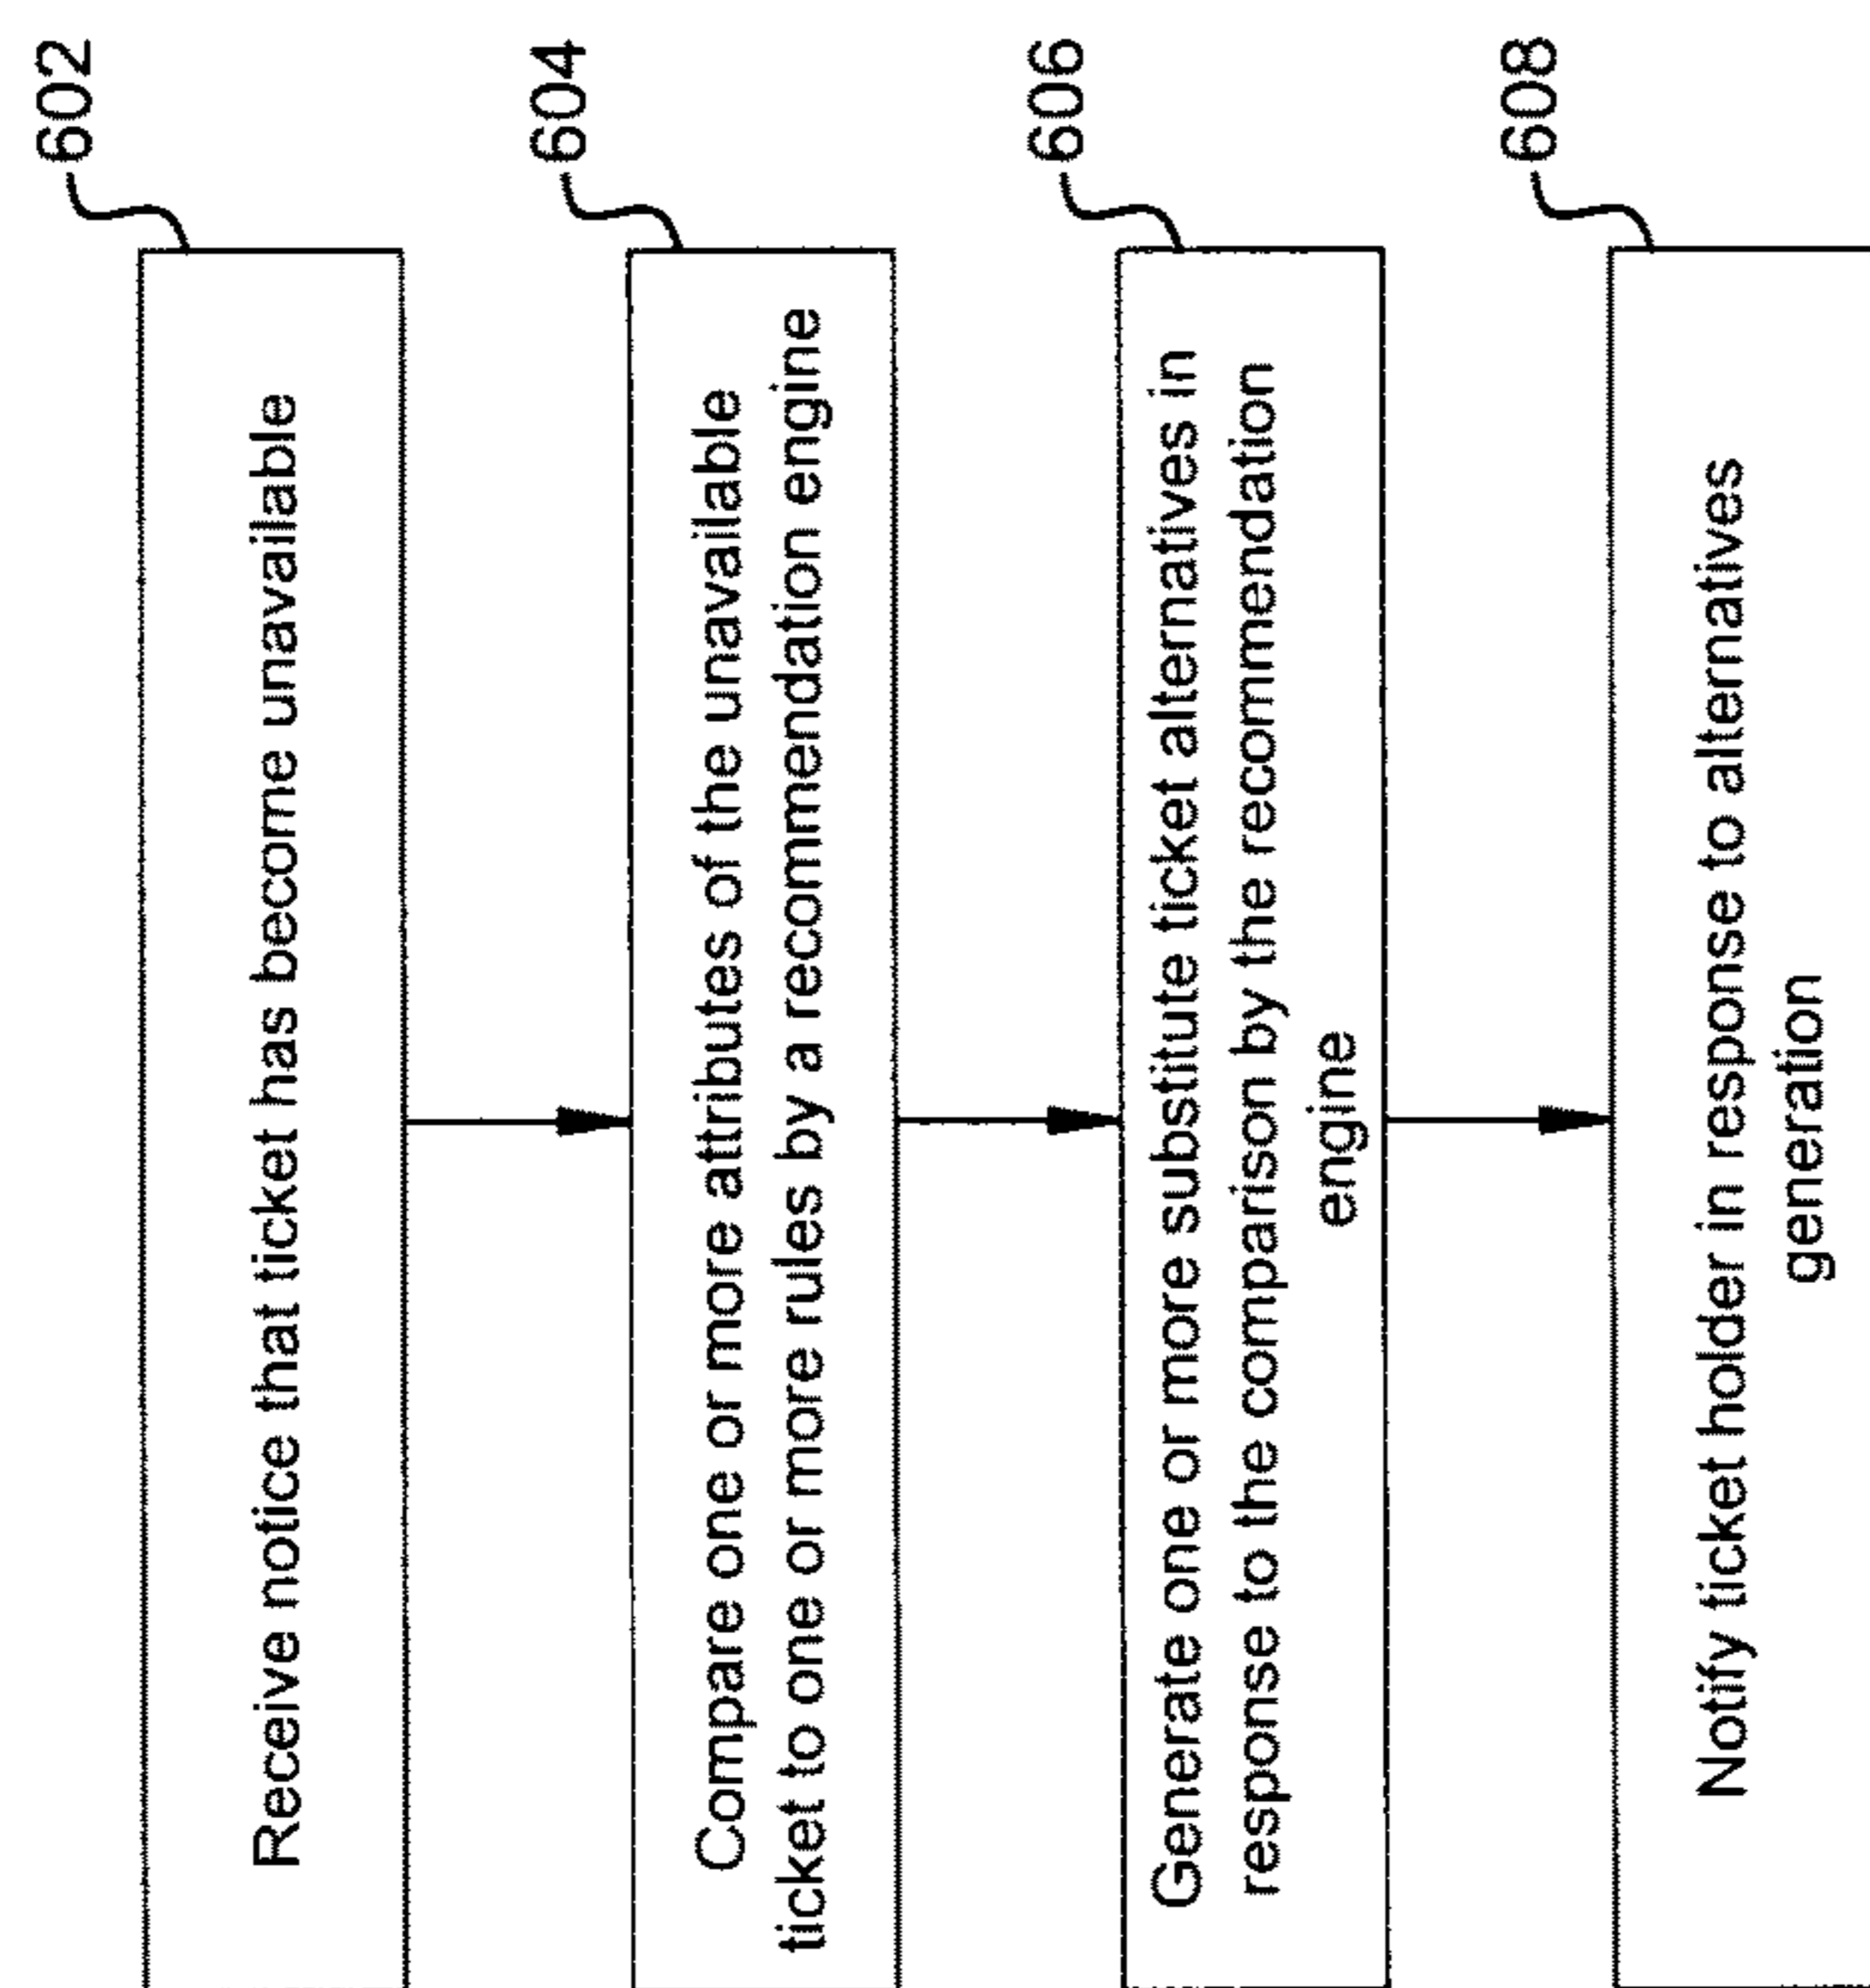 602
Receive notice that ticket has become unavailable
604
Compare one or more attributes of the unavailable
ticket to one or more rules by a recommendation engine
606
Generate one or more substitute ticket alternatives in
response to the comparison by the recommendation
engine
608
Notify ticket holder in response to alternatives
generation